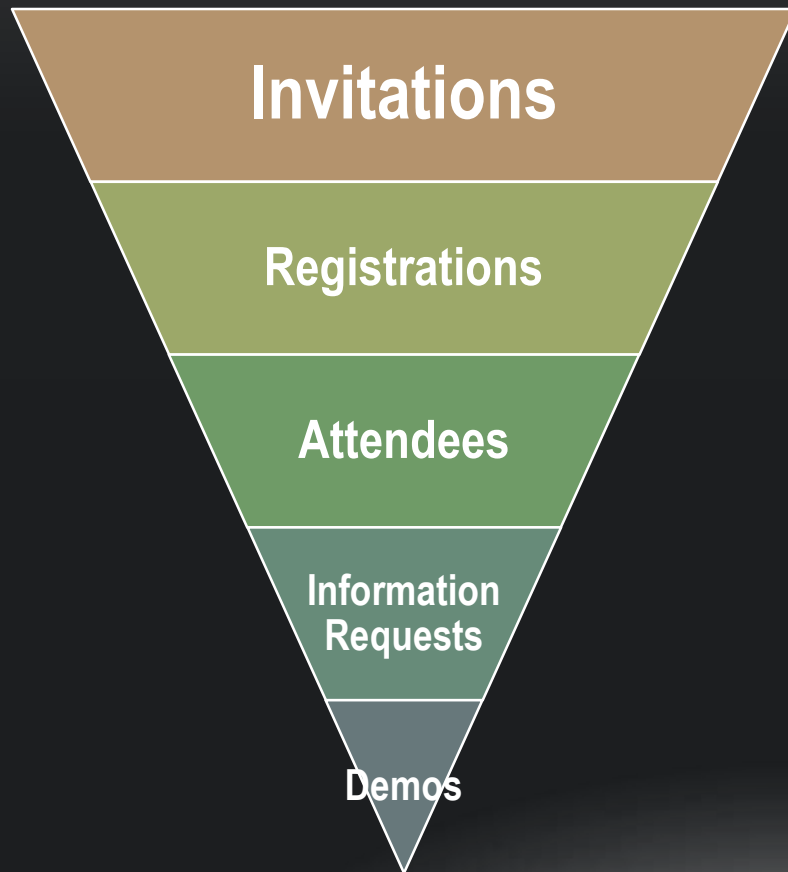 Invitations
Registrations
Attendees
Information
Requests
Demos